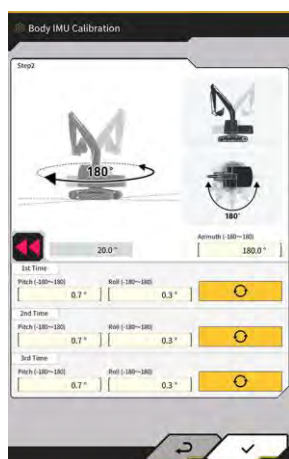 Body IMU Calibration
Step2
180°
180°
Azimuth (-180~180)
20.0 °
180.0 °
1st Time
Pitch (-180~180) Roll (-180~180)
0.7 ° 0.3 °
2nd Time
Pitch (-180~180) Roll (-180~180)
0.7 ° 0.3 °
3rd Time
Pitch (-180~180) Roll (-180~180)
0.7 ° 0.3 °